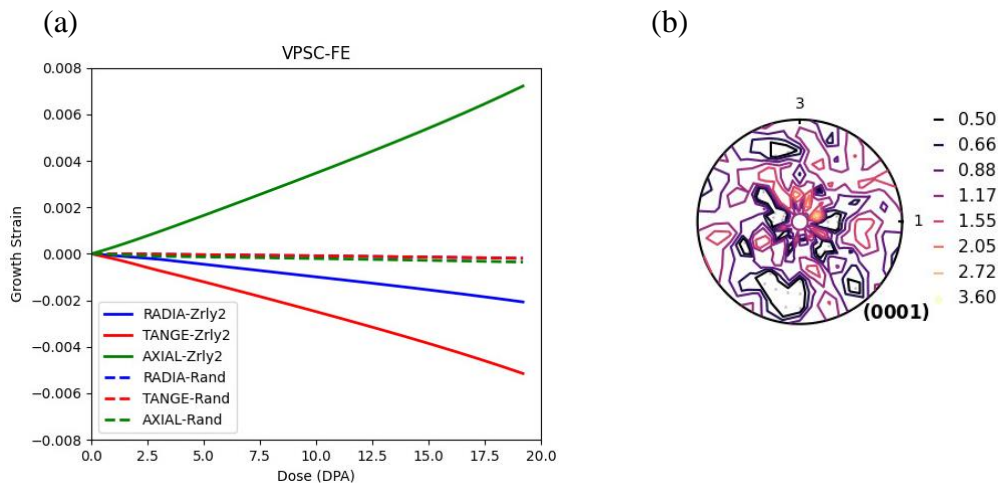 (a)
VPSC-FE
0.008
0.006
0.004
0.002
0.000
−0.002
−0.004
−0.006
−0.008
Growth Strain
RADIA-Zrly2
TANGE-Zrly2
AXIAL-Zrly2
RADIA-Rand
TANGE-Rand
AXIAL-Rand
0.0 2.5 5.0 7.5 10.0 12.5 15.0 17.5 20.0
Dose (DPA)
(b)
3
1
(0001)
0.50
0.66
0.88
1.17
1.55
2.05
2.72
3.60